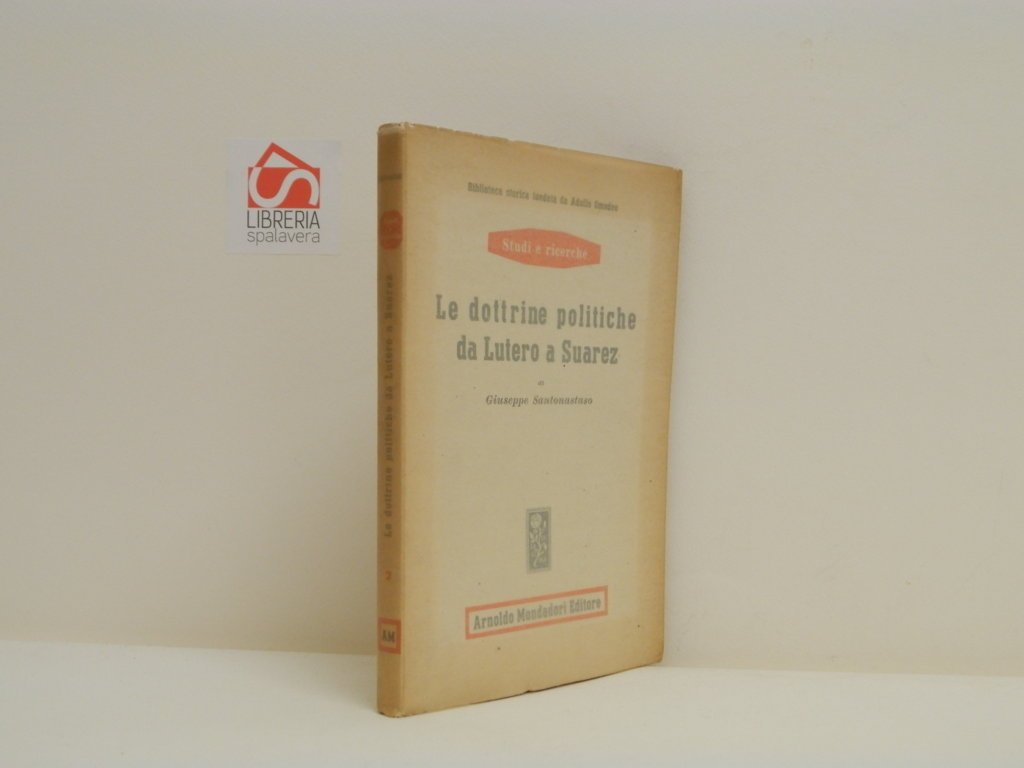 LIBRERIA
spalavera
Biblioteca storica fondata da Adolfo Omodeo
Studi e ricerche
Le dottrine politiche
da Lutero a Suarez
di
Giuseppe Santonastaso
Arnoldo Mondadori Editore
Le dottrine politiche da Lutero a Suarez
7
AM